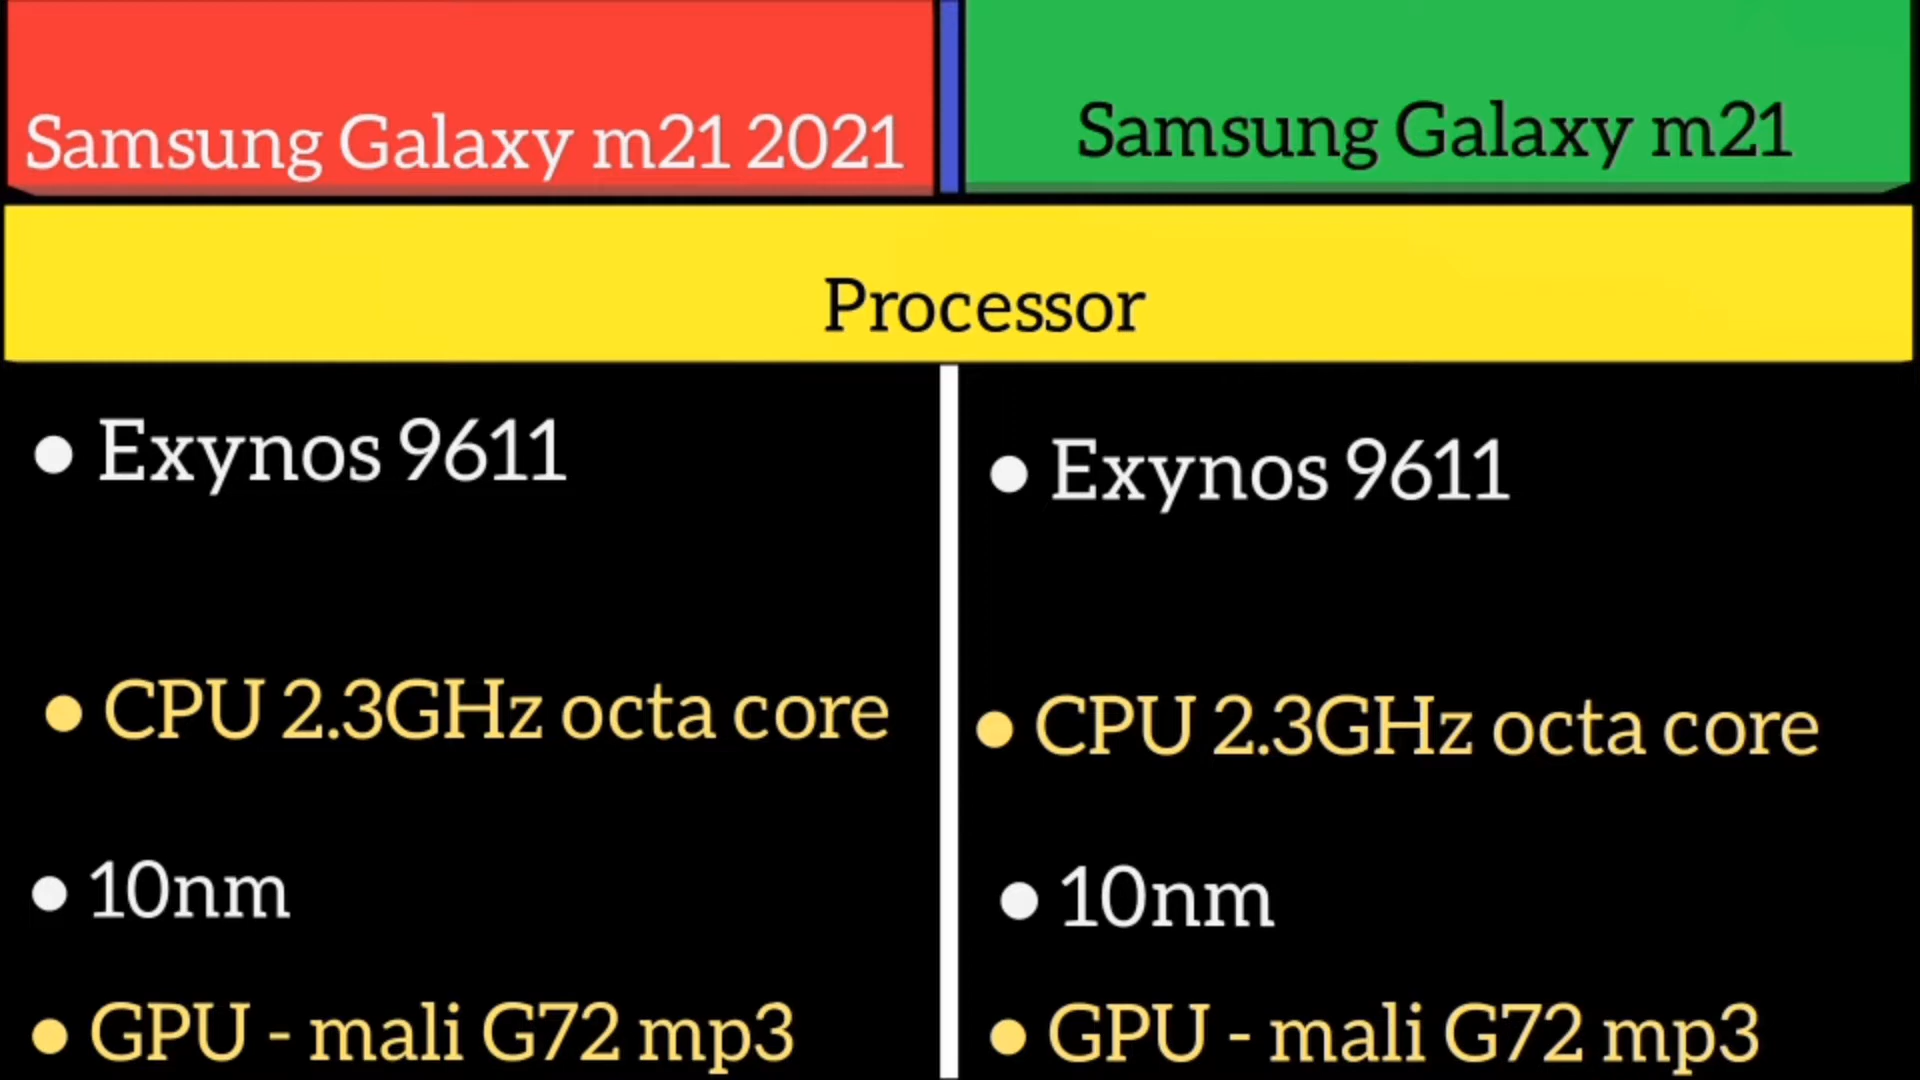 Samsung Galaxy m21 2021
Samsung Galaxy m21
Processor
● Exynos 9611
● Exynos 9611
● CPU 2.3GHz octa core
● CPU 2.3GHz octa core
● 10nm
● 10nm
● GPU - mali G72 mp3
● GPU - mali G72 mp3